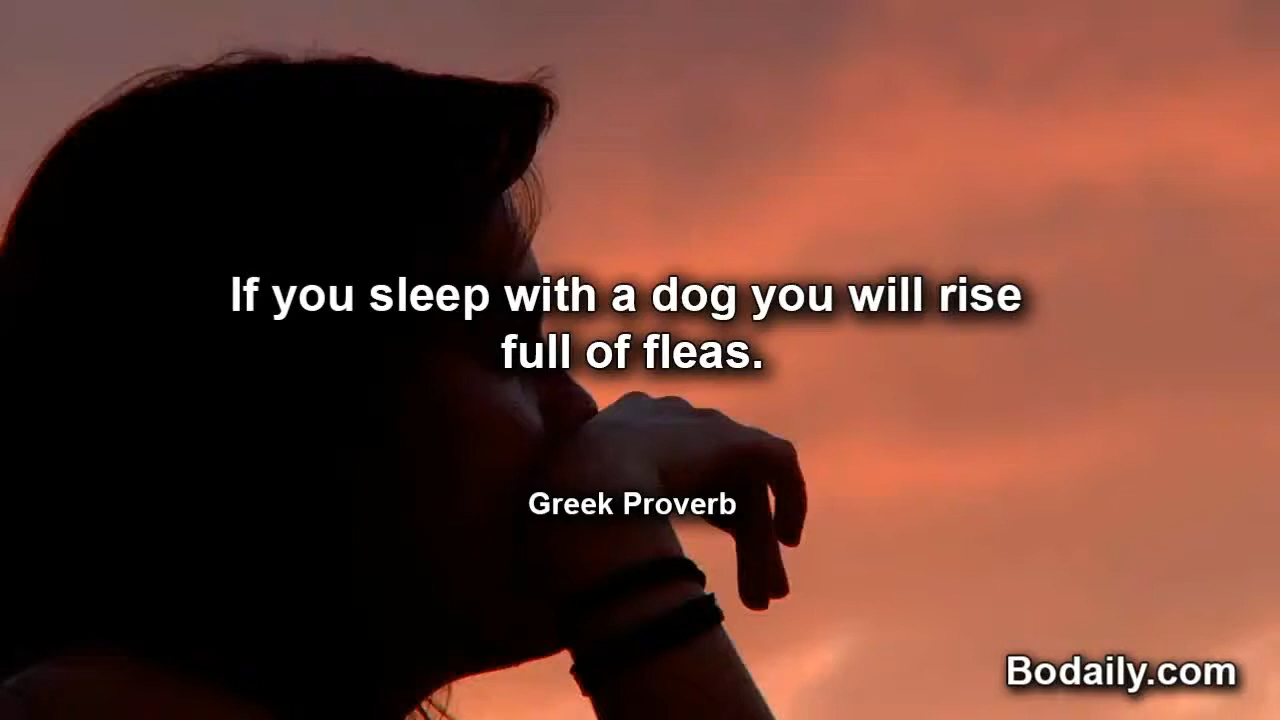 If you sleep with a dog you will rise
full of fleas.
Greek Proverb
Bodaily.com